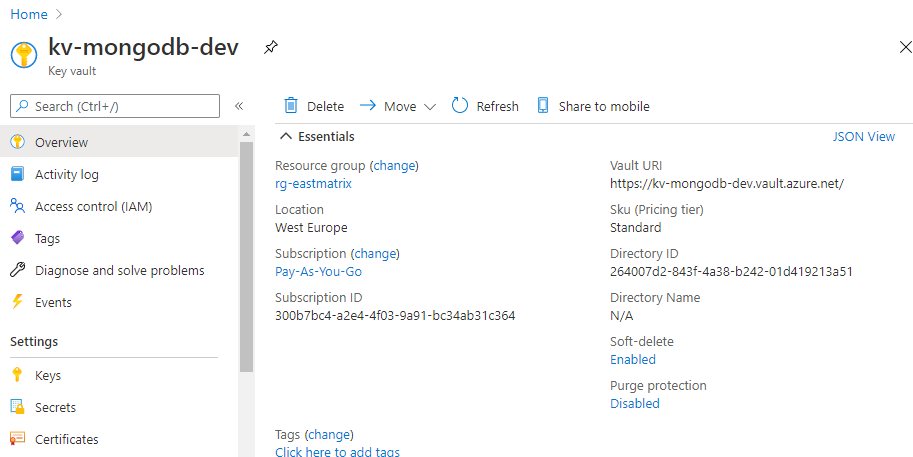 Home
kv-mongodb-dev
Key vault
Search (Ctrl+/)
Overview
Activity log
Access control (IAM)
Tags
Diagnose and solve problems
Events
Settings
Keys
Secrets
Certificates
Delete Move Refresh Share to mobile
Essentials JSON View
Resource group (change)
rg-eastmatrix
Location
West Europe
Subscription (change)
Pay-As-You-Go
Subscription ID
300b7bc4-a2e4-4f03-9a91-bc34ab31c364
Vault URI
https://kv-mongodb-dev.vault.azure.net/
Sku (Pricing tier)
Standard
Directory ID
264007d2-843f-4a38-b242-01d419213a51
Directory Name
N/A
Soft-delete
Enabled
Purge protection
Disabled
Tags (change)
Click here to add tags